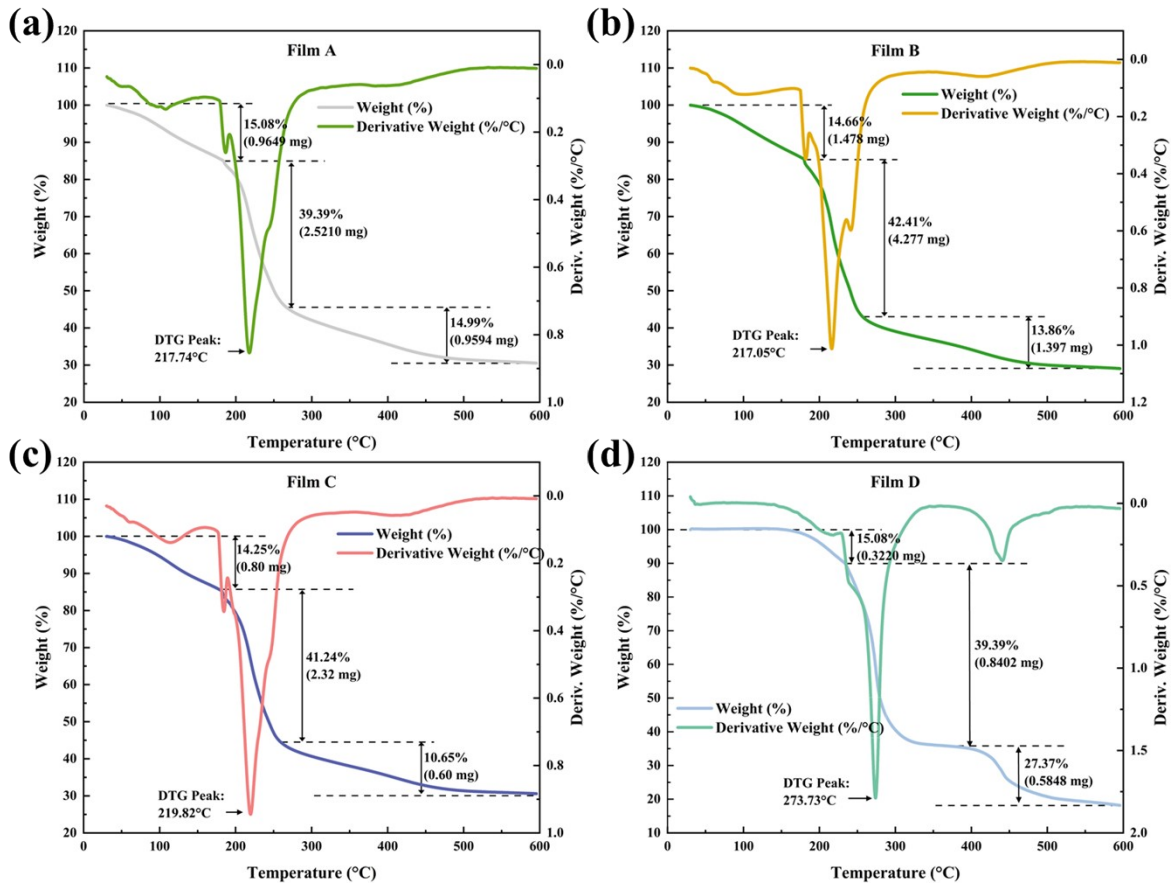 (a)
Film A
Weight (%)
Derivative Weight (%/°C)
15.08%
(0.9649 mg)
39.39%
(2.5210 mg)
14.99%
(0.9594 mg)
DTG Peak:
217.74°C
120
110
100
90
80
70
60
50
40
30
20
Weight (%)
0.0
0.2
0.4
0.6
0.8
1.0
Deriv. Weight (%/°C)
0 100 200 300 400 500 600
Temperature (°C)
(b)
Film B
Weight (%)
Derivative Weight (%/°C)
14.66%
(1.478 mg)
42.41%
(4.277 mg)
13.86%
(1.397 mg)
DTG Peak:
217.05°C
120
110
100
90
80
70
60
50
40
30
20
Weight (%)
0.0
0.2
0.4
0.6
0.8
1.0
1.2
Deriv. Weight (%/°C)
0 100 200 300 400 500 600
Temperature (°C)
(c)
Film C
Weight (%)
Derivative Weight (%/°C)
14.25%
(0.80 mg)
41.24%
(2.32 mg)
10.65%
(0.60 mg)
DTG Peak:
219.82°C
120
110
100
90
80
70
60
50
40
30
20
Weight (%)
0.0
0.2
0.4
0.6
0.8
1.0
Deriv. Weight (%/°C)
0 100 200 300 400 500 600
Temperature (°C)
(d)
Film D
15.08%
(0.3220 mg)
39.39%
(0.8402 mg)
Weight (%)
Derivative Weight (%/°C)
27.37%
(0.5848 mg)
DTG Peak:
273.73°C
120
110
100
90
80
70
60
50
40
30
20
10
Weight (%)
0.0
0.5
1.0
1.5
2.0
Deriv. Weight (%/°C)
0 100 200 300 400 500 600
Temperature (°C)